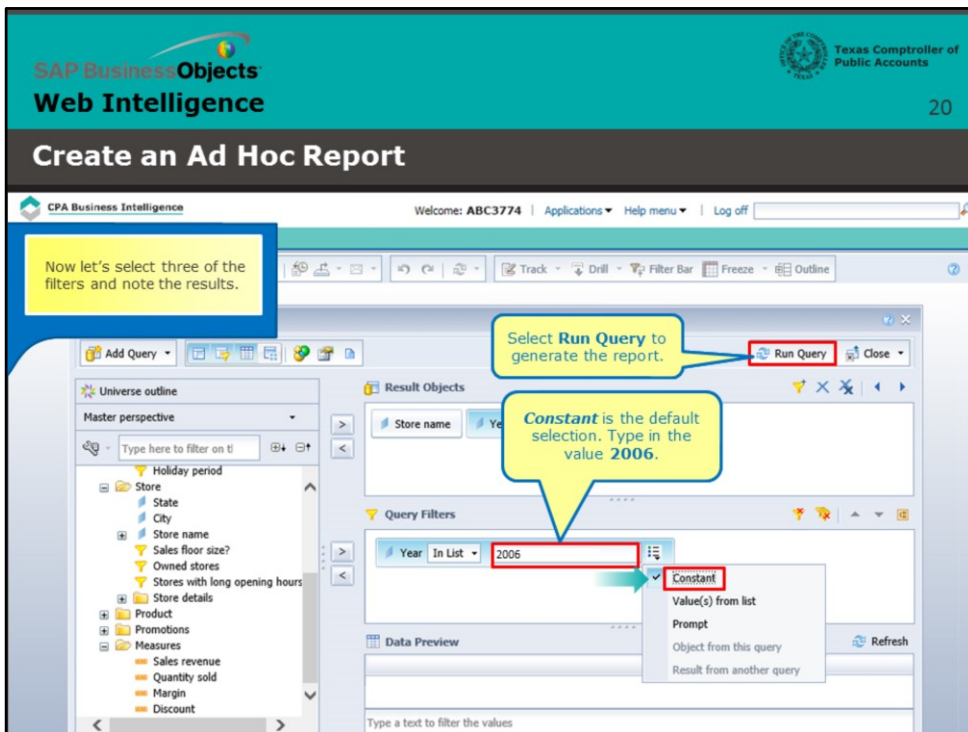 SAP BusinessObjects
Web Intelligence
Texas Comptroller of
Public Accounts
20
Create an Ad Hoc Report
CPA Business Intelligence
Welcome: ABC3774 | Applications Help menu | Log off
Now let's select three of the
filters and note the results.
Track Drill Filter Bar Freeze Outline
Select Run Query to
generate the report.
Add Query
Run Query Close
Universe outline
Master perspective
Type here to filter on t
Holiday period
Store
State
City
Store name
Sales floor size?
Owned stores
Stores with long opening hours
Store details
Product
Promotions
Measures
Sales revenue
Quantity sold
Margin
Discount
Result Objects
Store name Ye
Constant is the default
selection. Type in the
value 2006.
Query Filters
Year In List 2006
Constant
Value(s) from list
Prompt
Object from this query
Result from another query
Data Preview
Refresh
Type a text to filter the values